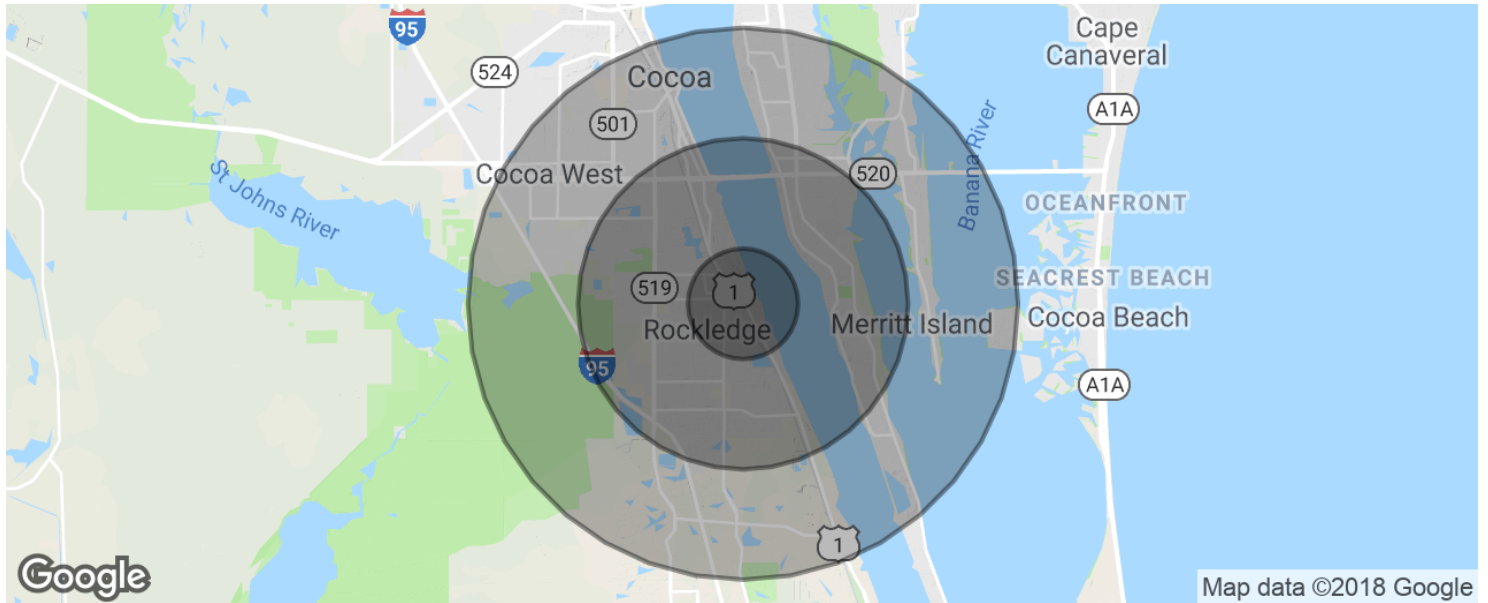 95
Cape
Canaveral
524
Cocoa
A1A
501
Cocoa West
520
St Johns River
Banana River
OCEANFRONT
519
1
SEACREST BEACH
Rockledge
Merritt Island
Cocoa Beach
95
A1A
1
Google
Map data ©2018 Google